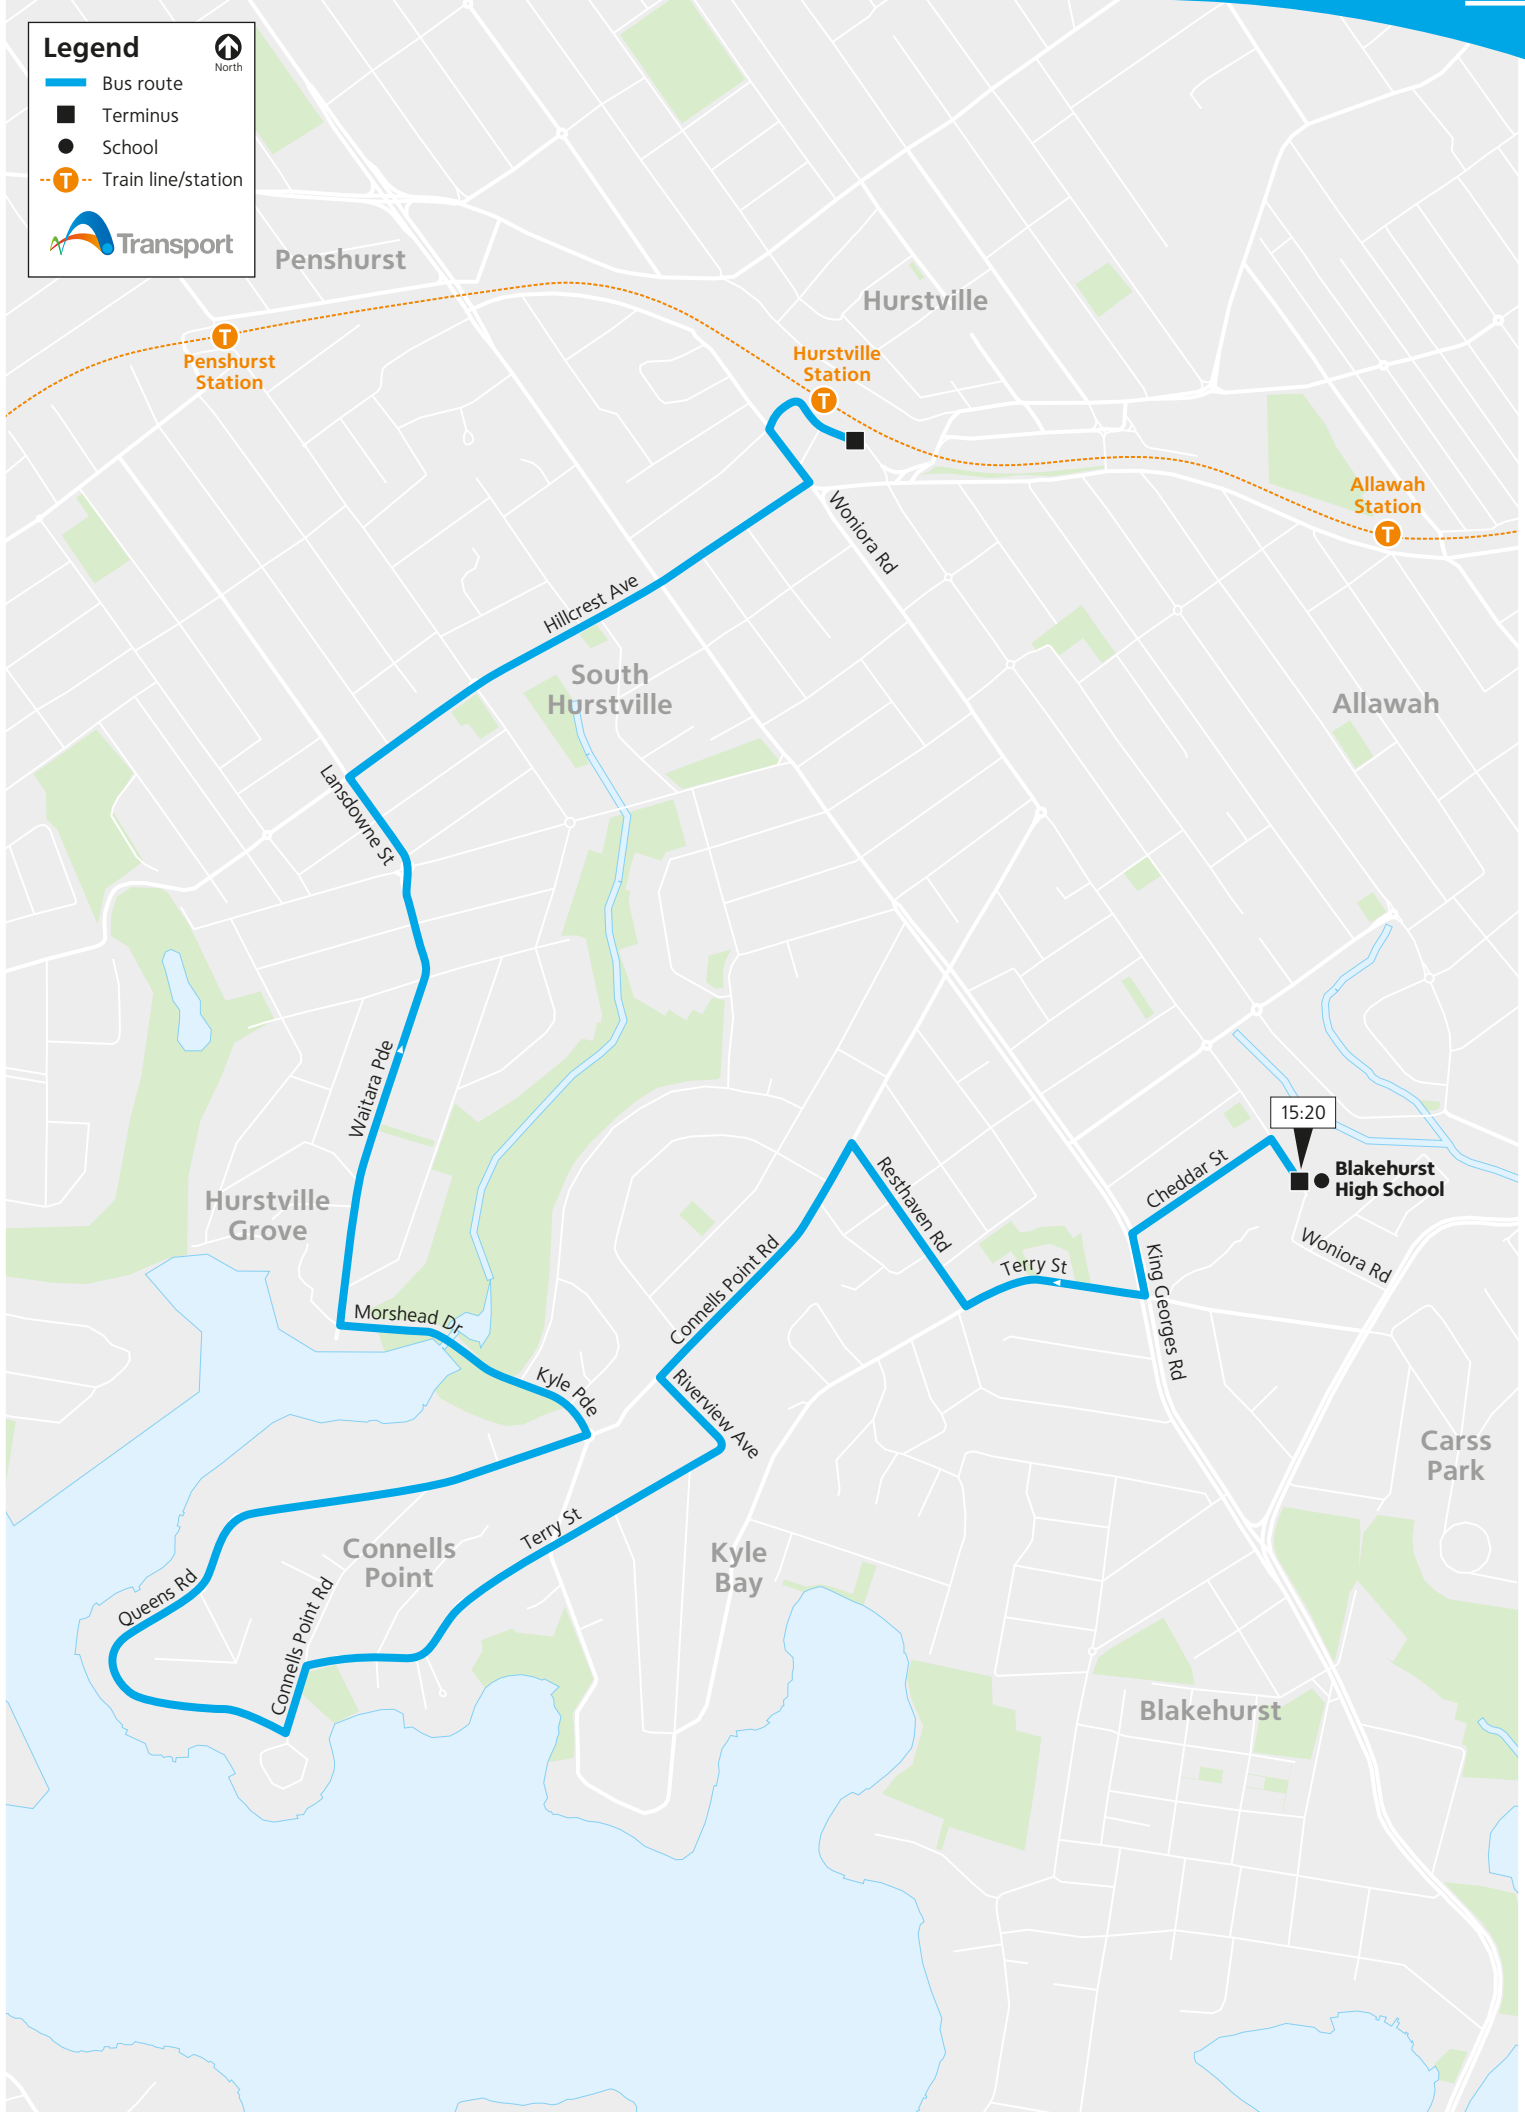 Legend
North
Bus route
Terminus
School
T
Train line/station
Transport
Penshurst
Hurstville
T
Penshurst
Station
Hurstville
Station
T
Allawah
Station
T
Woniora Rd
Hillcrest Ave
South
Hurstville
Allawah
Lansdowne St
Waitara Pde
15:20
Blakehurst
High School
Cheddar St
Resthaven Rd
Hurstville
Grove
Woniora Rd
King Georges Rd
Terry St
Connells Point Rd
Morshead Dr
Kyle Pde
Riverview Ave
Carss
Park
Terry St
Connells
Point
Kyle
Bay
Queens Rd
Connells Point Rd
Blakehurst